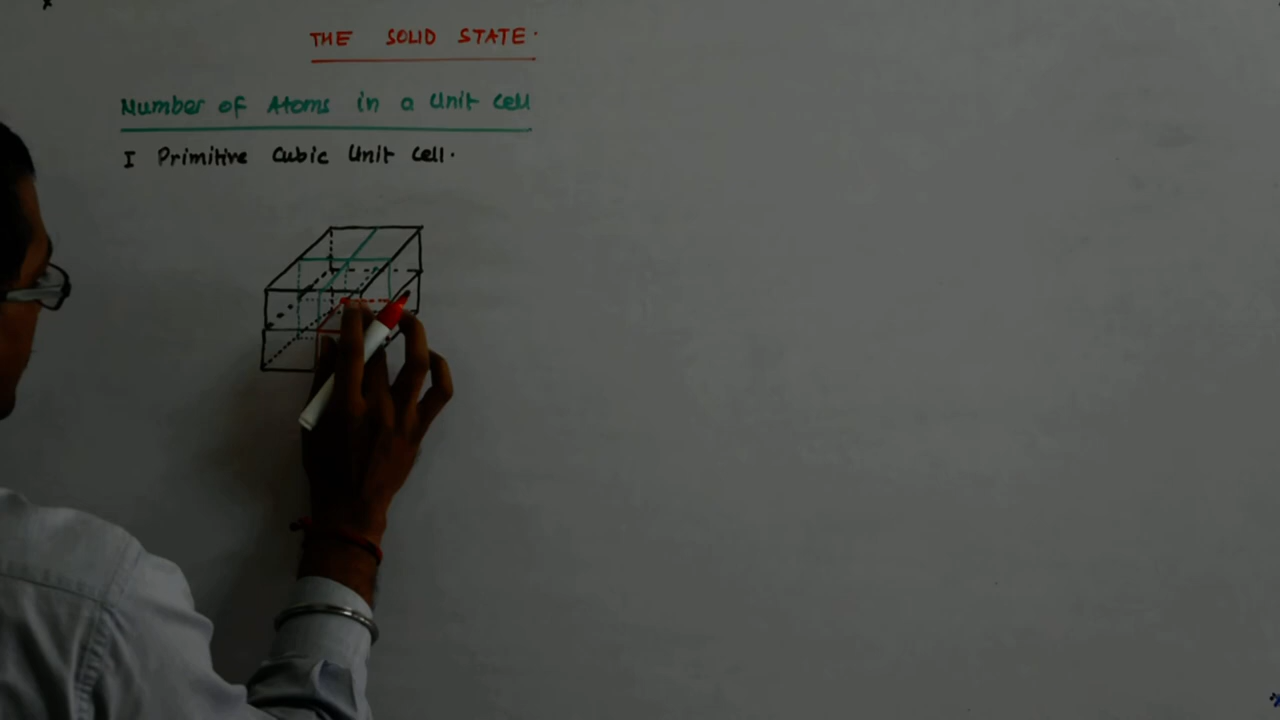 THE SOLID STATE.
Number of Atoms in a Unit Cell
I Primitive Cubic Unit Cell.